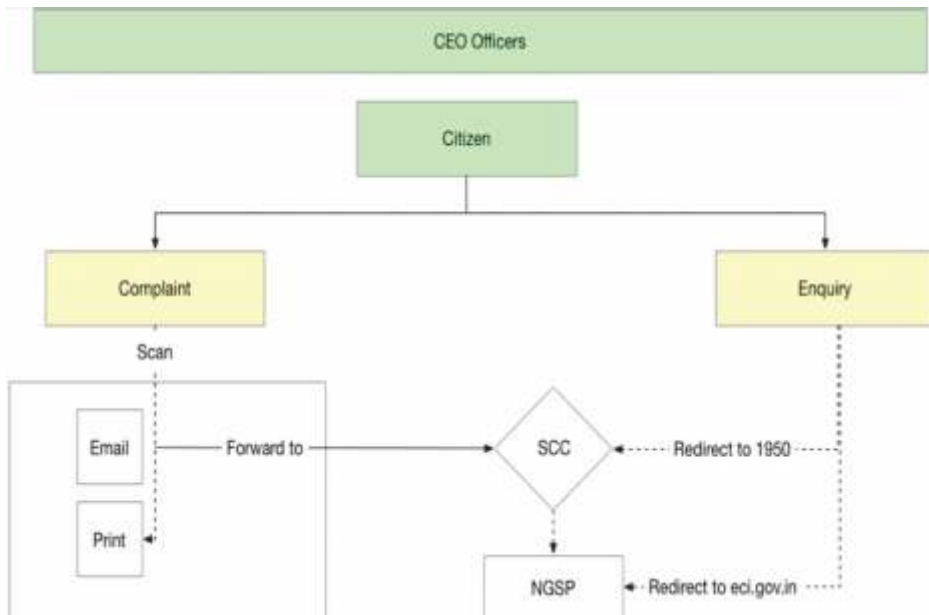 CEO Officers
Citizen
Complaint
Enquiry
Scan
Email
Forward to
SCC
Redirect to 1950
Print
NGSP
Redirect to eci.gov.in